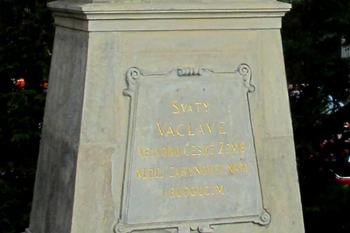 SVATÝ
VÁCLAVE
VÉVODO ČESKÉ ZEMĚ
NEDEJ ZAHYNOUTI NÁM
I BUDOUCÍM